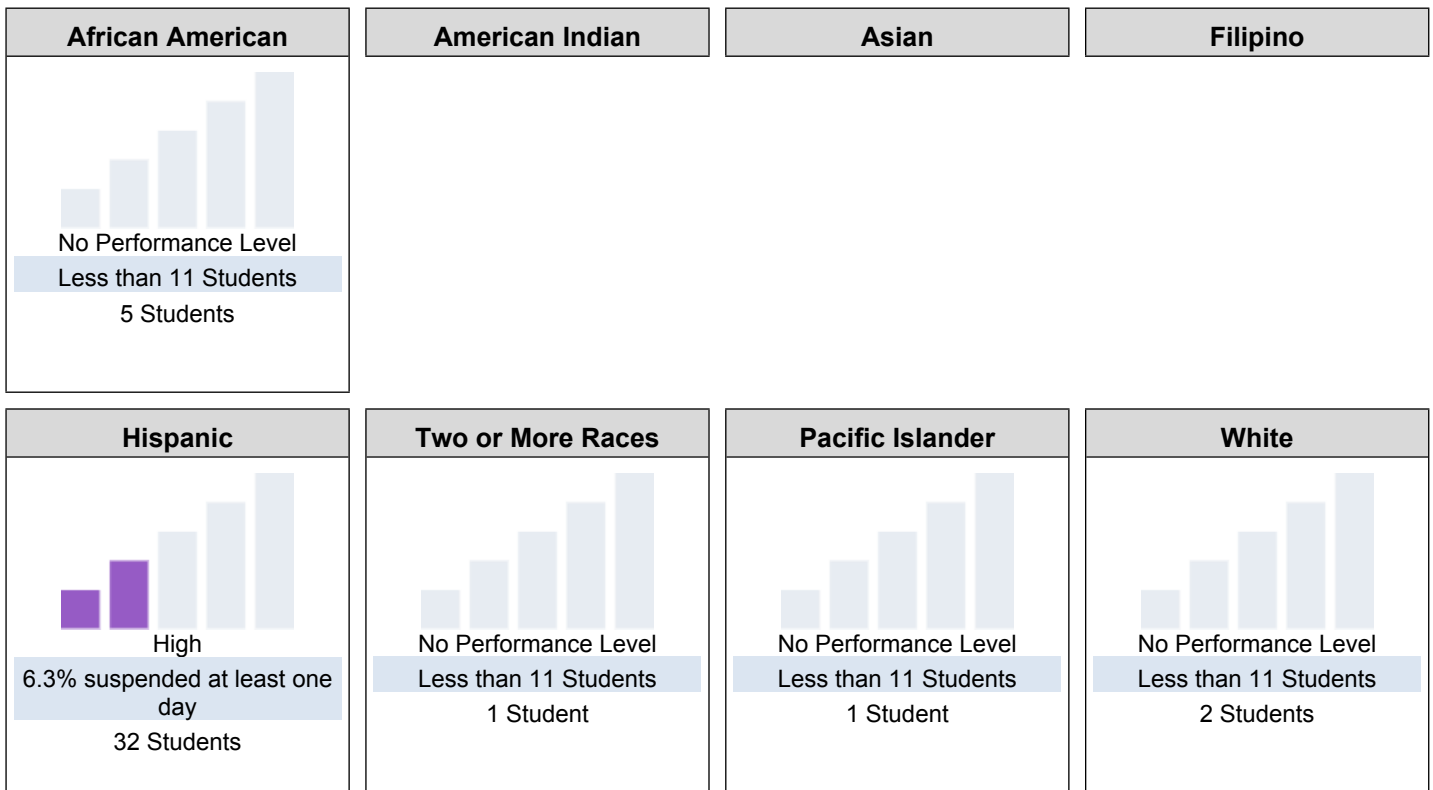 African American
American Indian
Asian
Filipino
No Performance Level
Less than 11 Students
5 Students
Hispanic
Two or More Races
Pacific Islander
White
High
6.3% suspended at least one
day
32 Students
No Performance Level
Less than 11 Students
1 Student
No Performance Level
Less than 11 Students
1 Student
No Performance Level
Less than 11 Students
2 Students